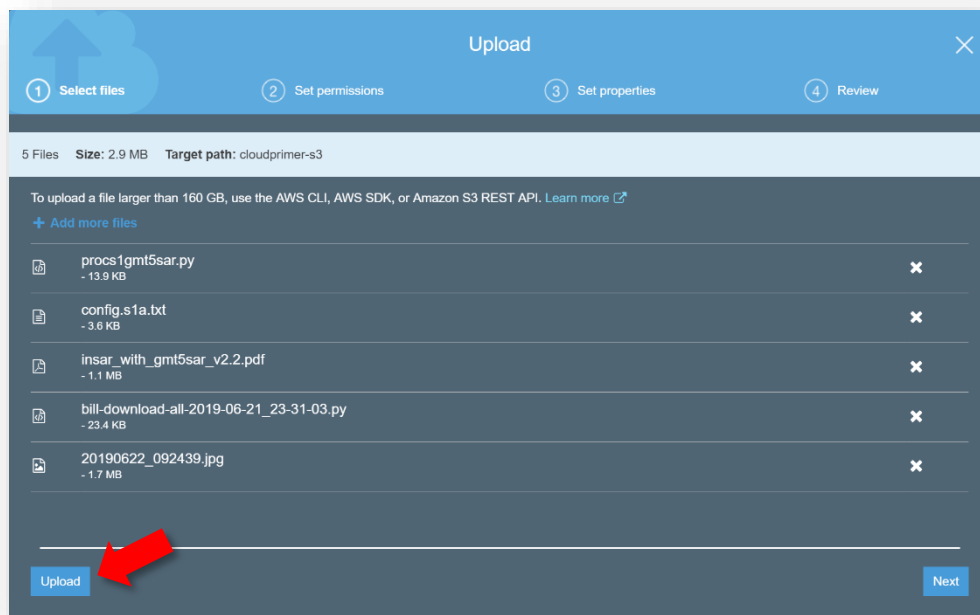 Upload
1 Select files 2 Set permissions 3 Set properties 4 Review
5 Files Size: 2.9 MB Target path: cloudprimer-s3
To upload a file larger than 160 GB, use the AWS CLI, AWS SDK, or Amazon S3 REST API. Learn more
+ Add more files
procs1gmt5sar.py
- 13.9 KB
config.s1a.txt
- 3.6 KB
insar_with_gmt5sar_v2.2.pdf
- 1.1 MB
bill-download-all-2019-06-21_23-31-03.py
- 23.4 KB
20190622_092439.jpg
- 1.7 MB
Upload Next